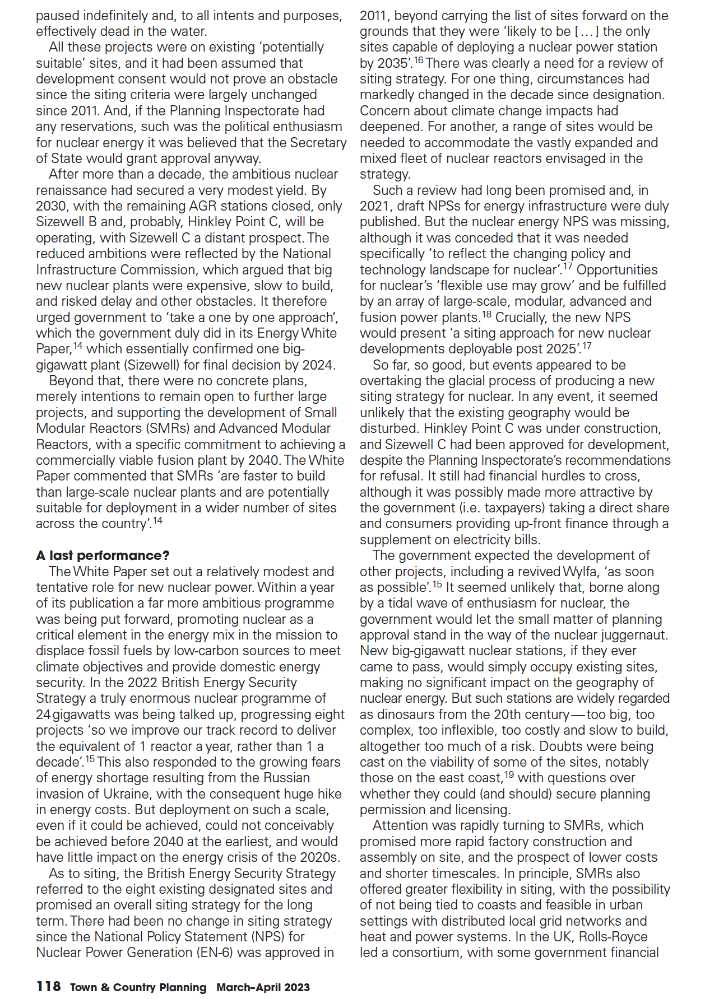 paused indefinitely and, to all intents and purposes,
effectively dead in the water.
All these projects were on existing ‘potentially
suitable’ sites, and it had been assumed that
development consent would not prove an obstacle
since the siting criteria were largely unchanged
since 2011. And, if the Planning Inspectorate had
any reservations, such was the political enthusiasm
for nuclear energy it was believed that the Secretary
of State would grant approval anyway.
After more than a decade, the ambitious nuclear
renaissance had secured a very modest yield. By
2030, with the remaining AGR stations closed, only
Sizewell B and, probably, Hinkley Point C, will be
operating, with Sizewell C a distant prospect. The
reduced ambitions were reflected by the National
Infrastructure Commission, which argued that big
new nuclear plants were expensive, slow to build,
and risked delay and other obstacles. It therefore
urged government to ‘take a one by one approach’,
which the government duly did in its Energy White
Paper,14 which essentially confirmed one big-
gigawatt plant (Sizewell) for final decision by 2024.
Beyond that, there were no concrete plans,
merely intentions to remain open to further large
projects, and supporting the development of Small
Modular Reactors (SMRs) and Advanced Modular
Reactors, with a specific commitment to achieving a
commercially viable fusion plant by 2040. The White
Paper commented that SMRs ‘are faster to build
than large-scale nuclear plants and are potentially
suitable for deployment in a wider number of sites
across the country’.14
A last performance?
The White Paper set out a relatively modest and
tentative role for new nuclear power. Within a year
of its publication a far more ambitious programme
was being put forward, promoting nuclear as a
critical element in the energy mix in the mission to
displace fossil fuels by low-carbon sources to meet
climate objectives and provide domestic energy
security. In the 2022 British Energy Security
Strategy a truly enormous nuclear programme of
24 gigawatts was being talked up, progressing eight
projects ‘so we improve our track record to deliver
the equivalent of 1 reactor a year, rather than 1 a
decade’.15 This also responded to the growing fears
of energy shortage resulting from the Russian
invasion of Ukraine, with the consequent huge hike
in energy costs. But deployment on such a scale,
even if it could be achieved, could not conceivably
be achieved before 2040 at the earliest, and would
have little impact on the energy crisis of the 2020s.
As to siting, the British Energy Security Strategy
referred to the eight existing designated sites and
promised an overall siting strategy for the long
term. There had been no change in siting strategy
since the National Policy Statement (NPS) for
Nuclear Power Generation (EN-6) was approved in
2011, beyond carrying the list of sites forward on the
grounds that they were ‘likely to be [ … ] the only
sites capable of deploying a nuclear power station
by 2035’.16 There was clearly a need for a review of
siting strategy. For one thing, circumstances had
markedly changed in the decade since designation.
Concern about climate change impacts had
deepened. For another, a range of sites would be
needed to accommodate the vastly expanded and
mixed fleet of nuclear reactors envisaged in the
strategy.
Such a review had long been promised and, in
2021, draft NPSs for energy infrastructure were duly
published. But the nuclear energy NPS was missing,
although it was conceded that it was needed
specifically ‘to reflect the changing policy and
technology landscape for nuclear’.17 Opportunities
for nuclear’s ‘flexible use may grow’ and be fulfilled
by an array of large-scale, modular, advanced and
fusion power plants.18 Crucially, the new NPS
would present ‘a siting approach for new nuclear
developments deployable post 2025’.17
So far, so good, but events appeared to be
overtaking the glacial process of producing a new
siting strategy for nuclear. In any event, it seemed
unlikely that the existing geography would be
disturbed. Hinkley Point C was under construction,
and Sizewell C had been approved for development,
despite the Planning Inspectorate’s recommendations
for refusal. It still had financial hurdles to cross,
although it was possibly made more attractive by
the government (i.e. taxpayers) taking a direct share
and consumers providing up-front finance through a
supplement on electricity bills.
The government expected the development of
other projects, including a revived Wylfa, ‘as soon
as possible’.15 It seemed unlikely that, borne along
by a tidal wave of enthusiasm for nuclear, the
government would let the small matter of planning
approval stand in the way of the nuclear juggernaut.
New big-gigawatt nuclear stations, if they ever
came to pass, would simply occupy existing sites,
making no significant impact on the geography of
nuclear energy. But such stations are widely regarded
as dinosaurs from the 20th century — too big, too
complex, too inflexible, too costly and slow to build,
altogether too much of a risk. Doubts were being
cast on the viability of some of the sites, notably
those on the east coast,19 with questions over
whether they could (and should) secure planning
permission and licensing.
Attention was rapidly turning to SMRs, which
promised more rapid factory construction and
assembly on site, and the prospect of lower costs
and shorter timescales. In principle, SMRs also
offered greater flexibility in siting, with the possibility
of not being tied to coasts and feasible in urban
settings with distributed local grid networks and
heat and power systems. In the UK, Rolls-Royce
led a consortium, with some government financial
118 Town & Country Planning March–April 2023